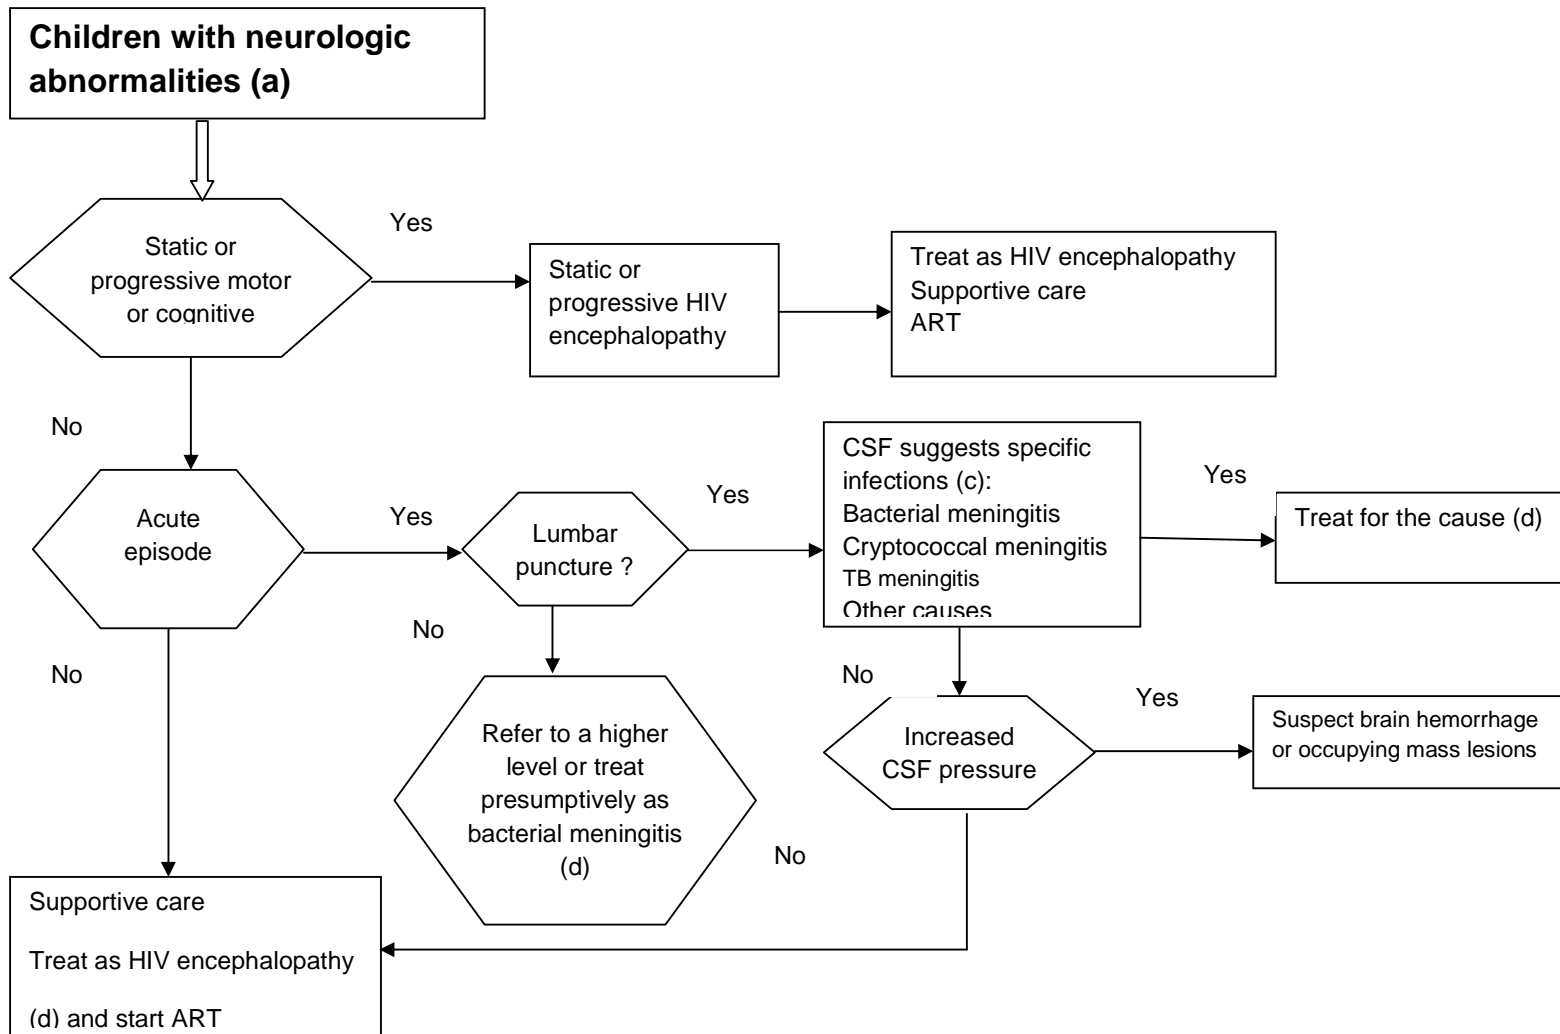 Children with neurologic
abnormalities (a)
Static or
progressive motor
or cognitive
Yes
Static or
progressive HIV
encephalopathy
Treat as HIV encephalopathy
Supportive care
ART
No
Acute
episode
Yes
Lumbar
puncture ?
Yes
CSF suggests specific
infections (c):
Bacterial meningitis
Cryptococcal meningitis
TB meningitis
Other causes
Yes
Treat for the cause (d)
No
No
Refer to a higher
level or treat
presumptively as
bacterial meningitis
(d)
No
Increased
CSF pressure
Yes
Suspect brain hemorrhage
or occupying mass lesions
No
Supportive care
Treat as HIV encephalopathy
(d) and start ART